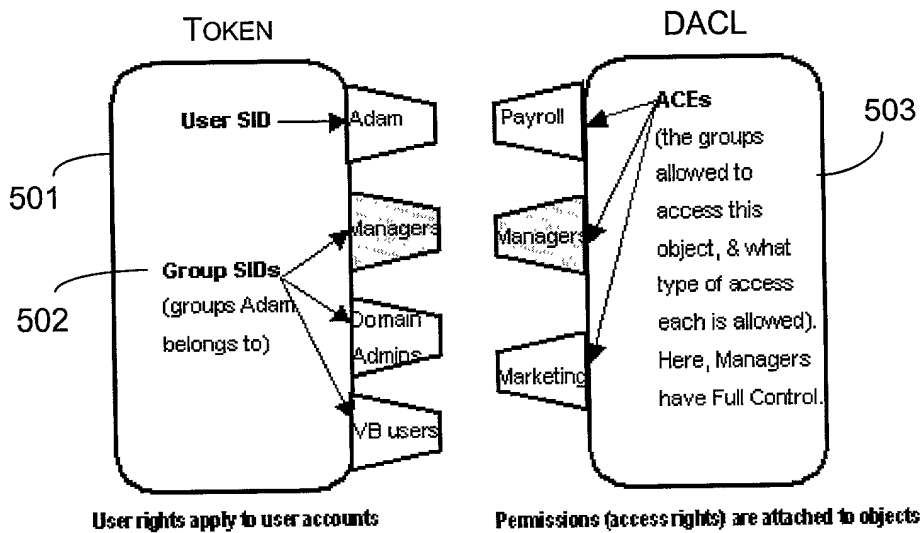 TOKEN
User SID
Adam
501
Managers
Group SIDs
(groups Adam
belongs to)
502
Domain
Admins
VB users
User rights apply to user accounts
DACL
Payroll
ACEs
(the groups
allowed to
access this
object, & what
type of access
each is allowed).
Here, Managers
have Full Control.
503
Managers
Marketing
Permissions (access rights) are attached to objects